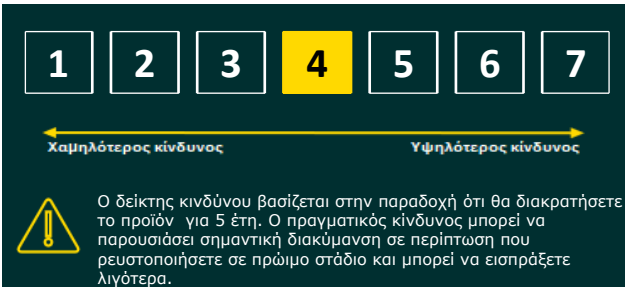 1 2 3 4 5 6 7
Χαμηλότερος κίνδυνος Υψηλότερος κίνδυνος
Ο δείκτης κινδύνου βασίζεται στην παραδοχή ότι θα διακρατήσετε
το προϊόν για 5 έτη. Ο πραγματικός κίνδυνος μπορεί να
παρουσιάσει σημαντική διακύμανση σε περίπτωση που
ρευστοποιήσετε σε πρώιμο στάδιο και μπορεί να εισπράξετε
λιγότερα.